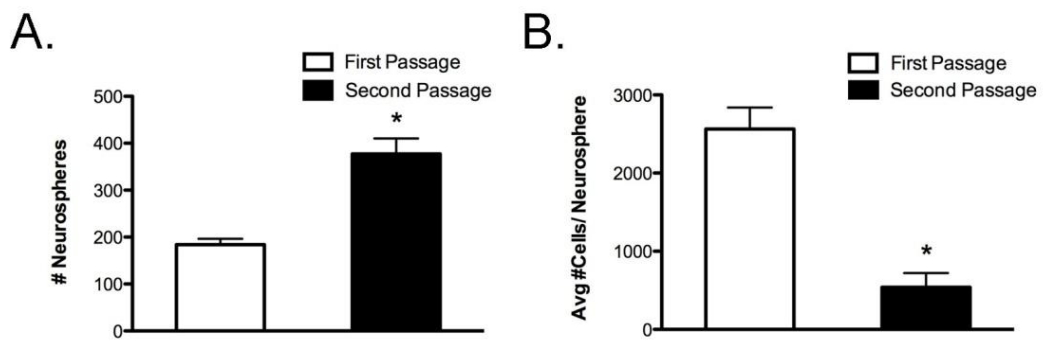 A.
First Passage
Second Passage
# Neurospheres
500
400
300
200
100
0
*
B.
First Passage
Second Passage
Avg #Cells/ Neurosphere
3000
2000
1000
0
*